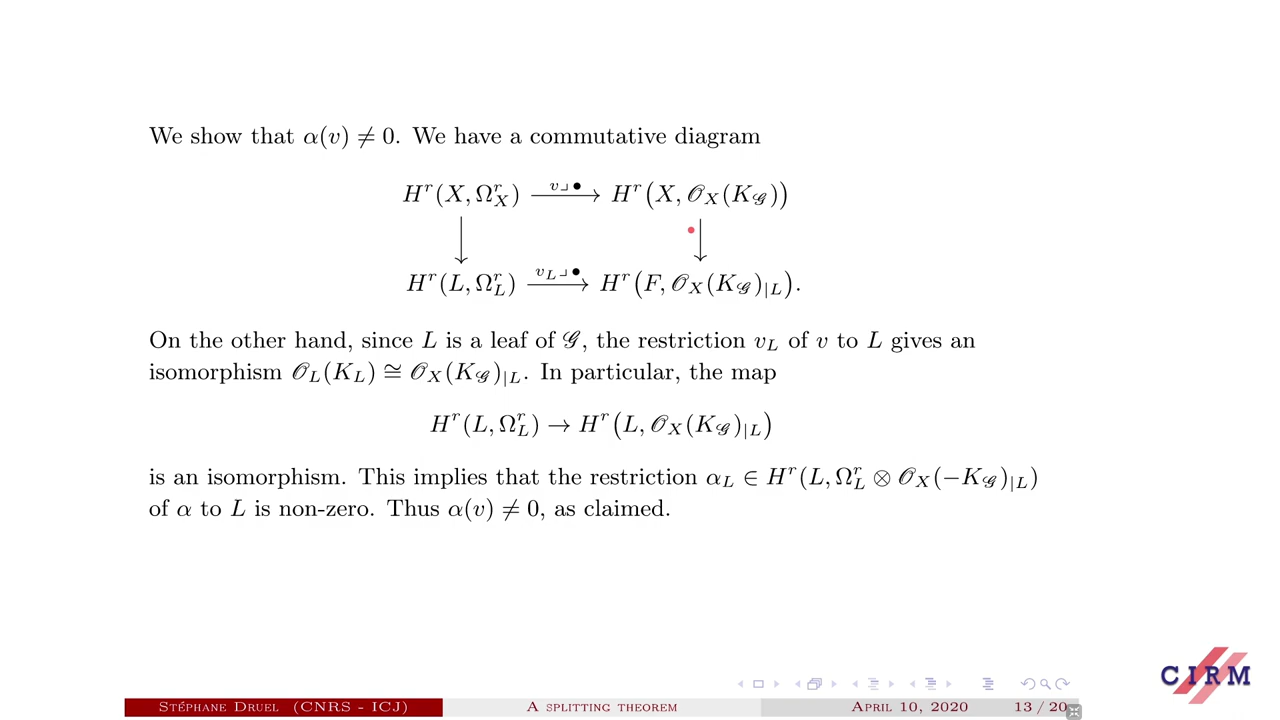 We show that α(v) ≠ 0. We have a commutative diagram
H^r(X, Ω^r_X) —v⌟•→ H^r(X, 𝒪_X(K_𝒢))
H^r(L, Ω^r_L) —v_L⌟•→ H^r(F, 𝒪_X(K_𝒢)_{|L}).
On the other hand, since L is a leaf of 𝒢, the restriction v_L of v to L gives an
isomorphism 𝒪_L(K_L) ≅ 𝒪_X(K_𝒢)_{|L}. In particular, the map
H^r(L, Ω^r_L) → H^r(L, 𝒪_X(K_𝒢)_{|L})
is an isomorphism. This implies that the restriction α_L ∈ H^r(L, Ω^r_L ⊗ 𝒪_X(−K_𝒢)_{|L})
of α to L is non-zero. Thus α(v) ≠ 0, as claimed.
CIRM
Stéphane Druel (CNRS - ICJ) A splitting theorem April 10, 2020 13 / 20